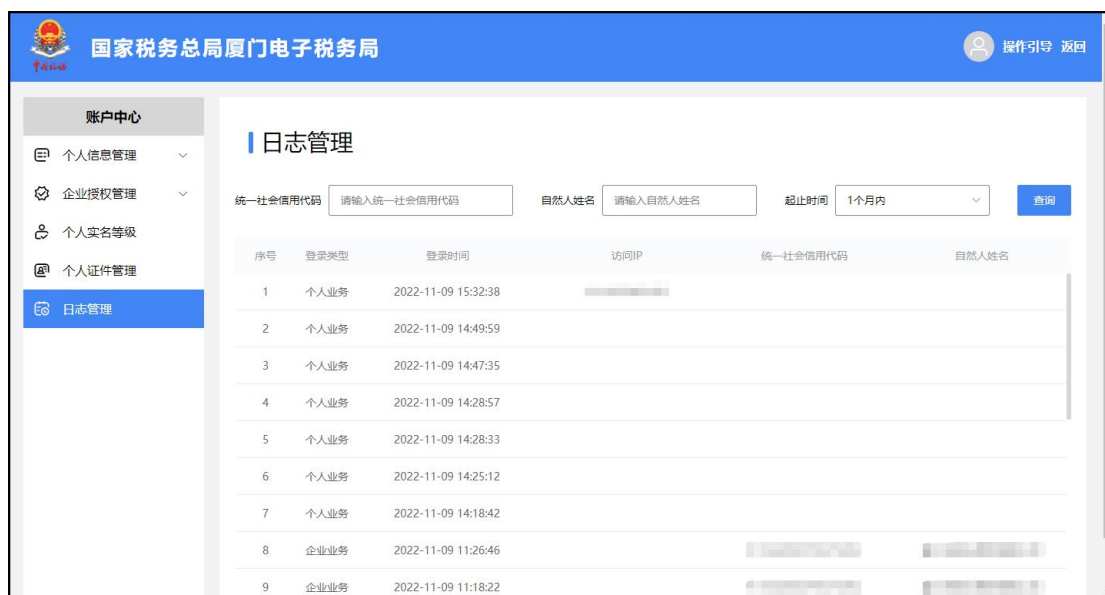 国家税务总局厦门电子税务局
操作引导 返回
账户中心
个人信息管理
企业授权管理
个人实名等级
个人证件管理
日志管理
日志管理
统一社会信用代码 请输入统一社会信用代码 自然人姓名 请输入自然人姓名 起止时间 1个月内 查询
序号 登录类型 登录时间 访问IP 统一社会信用代码 自然人姓名
1 个人业务 2022-11-09 15:32:38
2 个人业务 2022-11-09 14:49:59
3 个人业务 2022-11-09 14:47:35
4 个人业务 2022-11-09 14:28:57
5 个人业务 2022-11-09 14:28:33
6 个人业务 2022-11-09 14:25:12
7 个人业务 2022-11-09 14:18:42
8 企业业务 2022-11-09 11:26:46
9 企业业务 2022-11-09 11:18:22